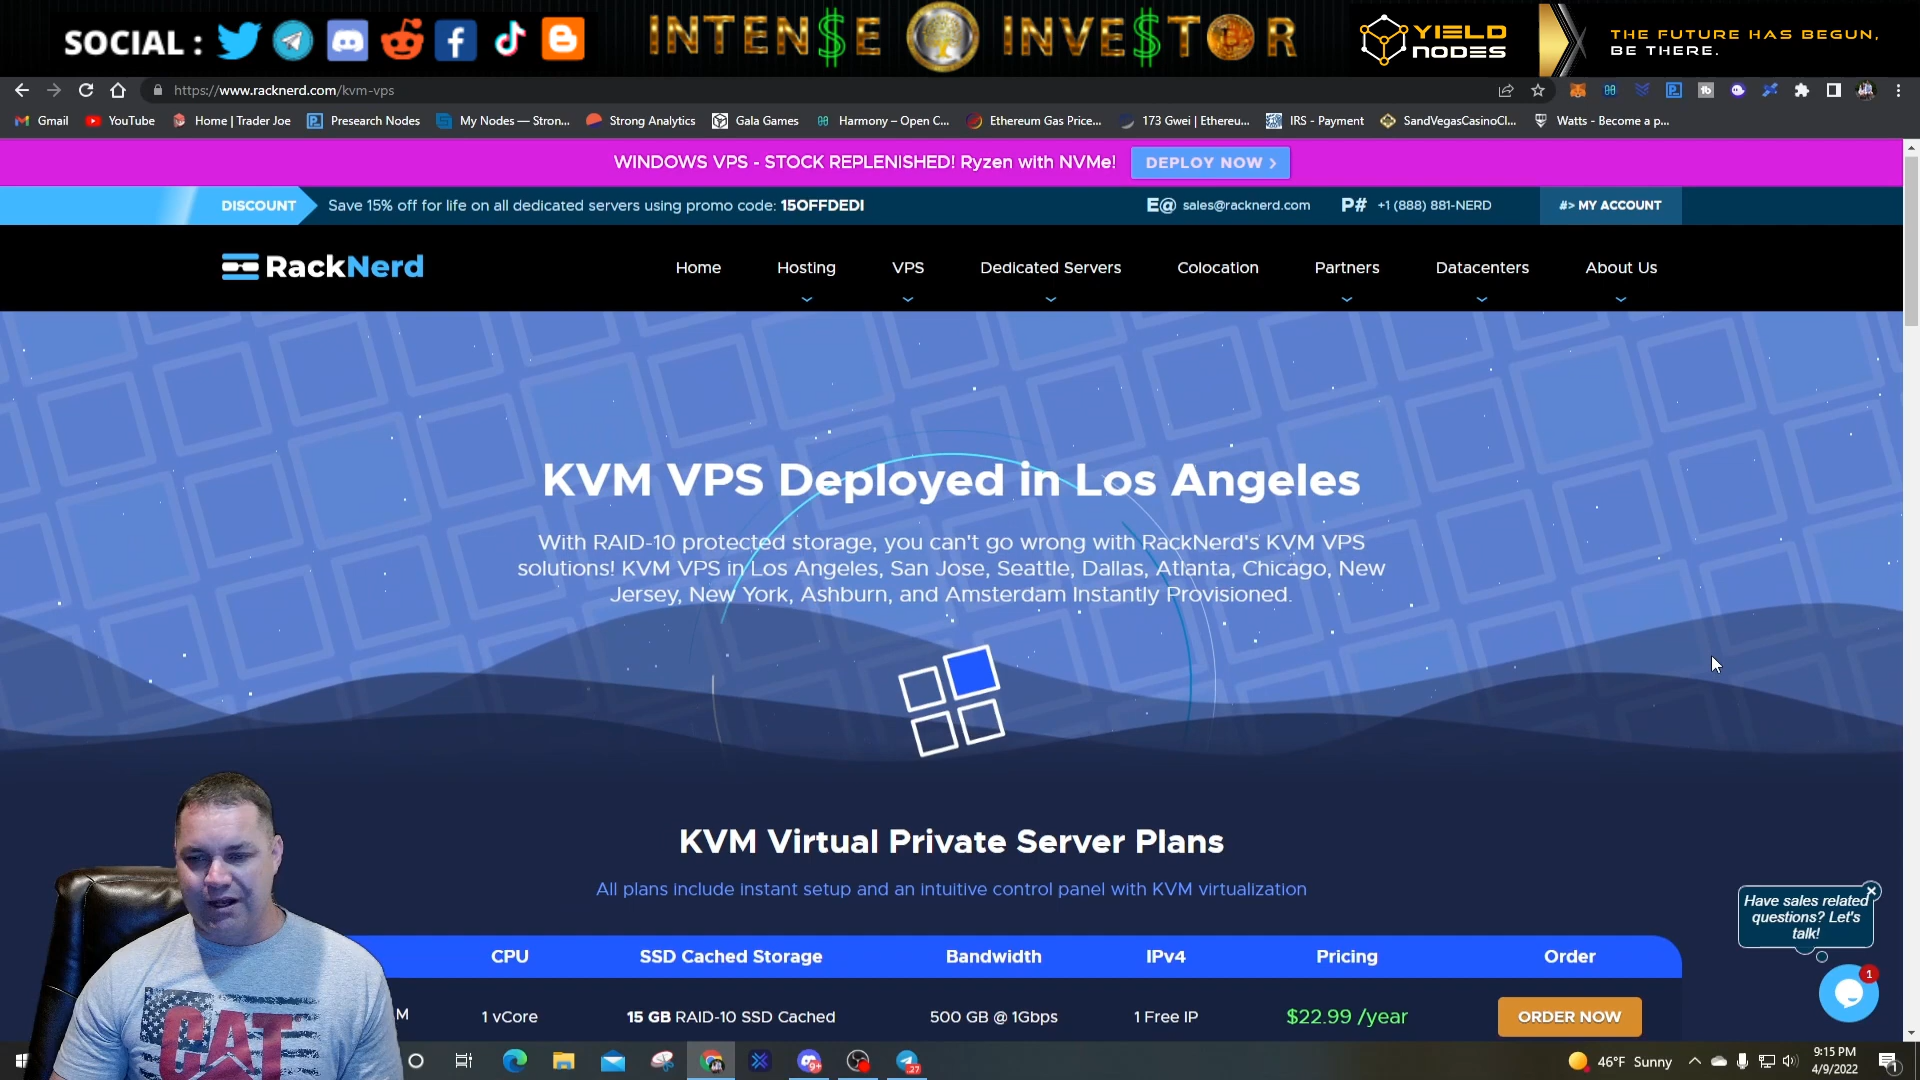 SOCIAL :
INTEN$E INVE$TOR
YIELD NODES
THE FUTURE HAS BEGUN,
BE THERE.
https://www.racknerd.com/kvm-vps
Gmail
YouTube
Home | Trader Joe
Presearch Nodes
My Nodes — Stron...
Strong Analytics
Gala Games
Harmony – Open C...
Ethereum Gas Price...
173 Gwei | Ethereu...
IRS - Payment
SandVegasCasinoCl...
Watts - Become a p...
WINDOWS VPS - STOCK REPLENISHED! Ryzen with NVMe!
DEPLOY NOW >
DISCOUNT
Save 15% off for life on all dedicated servers using promo code: 15OFFDEDI
E@ sales@racknerd.com
P# +1 (888) 881-NERD
#> MY ACCOUNT
RackNerd
Home
Hosting
VPS
Dedicated Servers
Colocation
Partners
Datacenters
About Us
KVM VPS Deployed in Los Angeles
With RAID-10 protected storage, you can't go wrong with RackNerd's KVM VPS
solutions! KVM VPS in Los Angeles, San Jose, Seattle, Dallas, Atlanta, Chicago, New
Jersey, New York, Ashburn, and Amsterdam Instantly Provisioned.
KVM Virtual Private Server Plans
All plans include instant setup and an intuitive control panel with KVM virtualization
CPU
SSD Cached Storage
Bandwidth
IPv4
Pricing
Order
M
1 vCore
15 GB RAID-10 SSD Cached
500 GB @ 1Gbps
1 Free IP
$22.99 /year
ORDER NOW
Have sales related
questions? Let's
talk!
1
CAT
9+
27
46°F Sunny
9:15 PM
4/9/2022
1